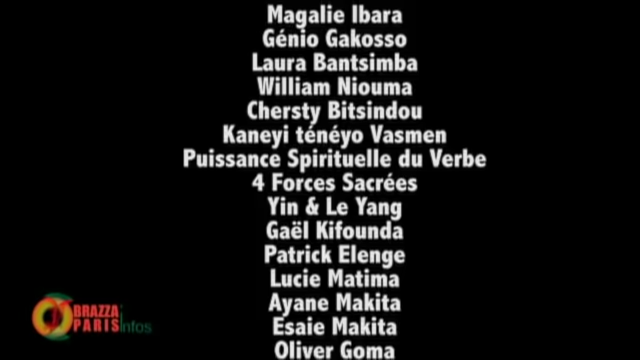 Magalie Ibara
Génio Gakosso
Laura Bantsimba
William Niouma
Chersty Bitsindou
Kaneyi ténéyo Vasmen
Puissance Spirituelle du Verbe
4 Forces Sacrées
Yin & Le Yang
Gaël Kifounda
Patrick Elenge
Lucie Matima
Ayane Makita
Esaie Makita
Oliver Goma
BRAZZA
PARIS infos